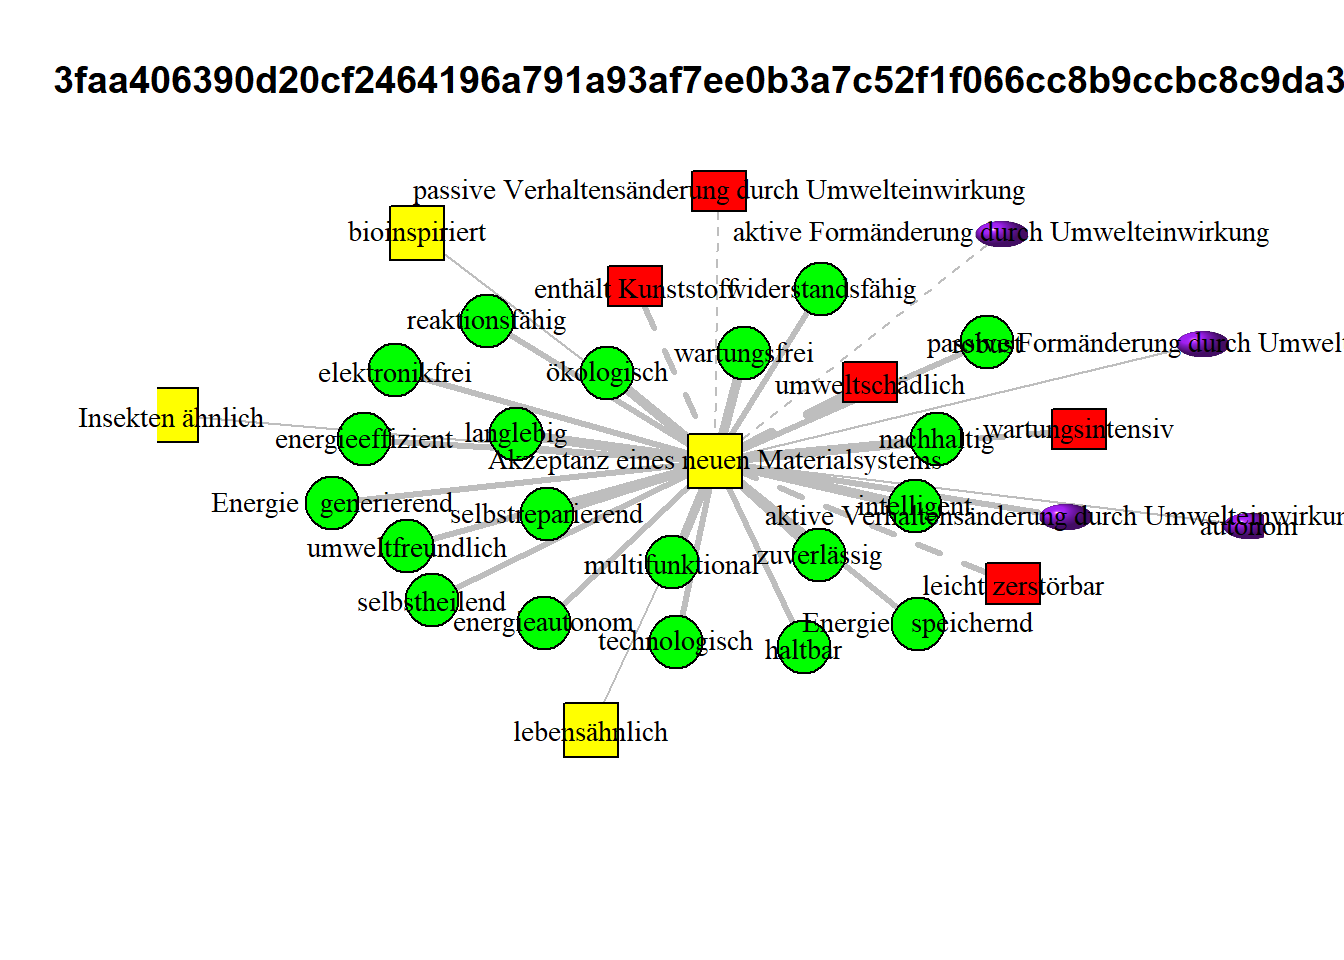 3faa406390d20cf2464196a791a93af7ee0b3a7c52f1f066cc8b9ccbc8c9da3
passive Verhaltensänderung durch Umwelteinwirkung
bioinspiriert
aktive Formänderung durch Umwelteinwirkung
enthält Kunststoff
widerstandsfähig
reaktionsfähig
wartungsfrei
robust
passive Formänderung durch Umwelt
elektronikfrei
ökologisch
umweltschädlich
Insekten ähnlich
energieeffizient
langlebig
nachhaltig
wartungsintensiv
Akzeptanz eines neuen Materialsystems
Energie generierend
selbstreparierend
intelligent
aktive Verhaltensänderung durch Umwelteinwirkun
autonom
umweltfreundlich
multifunktional
zuverlässig
leicht zerstörbar
selbstheilend
energieautonom
technologisch
haltbar
Energie speichernd
lebensähnlich